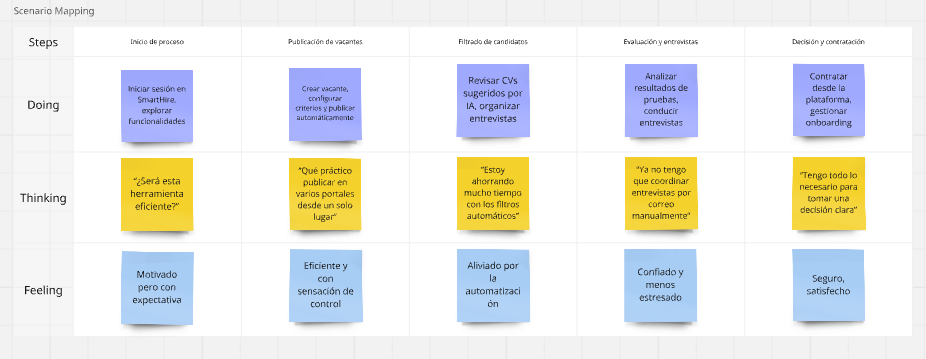 Scenario Mapping
Steps
Inicio de proceso
Publicación de vacantes
Filtrado de candidatos
Evaluación y entrevistas
Decisión y contratación
Doing
Iniciar sesión en
SmartHire,
explorar
funcionalidades
Crear vacante,
configurar
criterios y publicar
automáticamente
Revisar CVs
sugeridos por
IA, organizar
entrevistas
Analizar
resultados de
pruebas,
conducir
entrevistas
Contratar
desde la
plataforma,
gestionar
onboarding
Thinking
“¿Será esta
herramienta
eficiente?”
“Qué práctico
publicar en
varios portales
desde un solo
lugar”
“Estoy
ahorrando
mucho tiempo
con los filtros
automáticos”
“Ya no tengo
que coordinar
entrevistas por
correo
manualmente”
“Tengo todo lo
necesario para
tomar una
decisión clara”
Feeling
Motivado
pero con
expectativa
Eficiente y
con
sensación de
control
Aliviado por
la
automatizaci
ón
Confiado y
menos
estresado
Seguro,
satisfecho